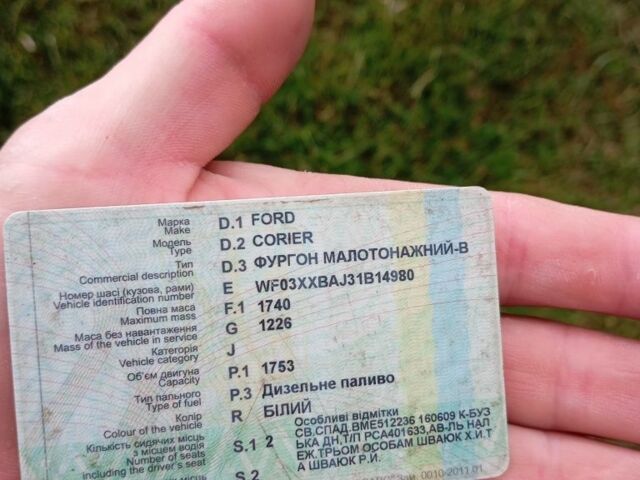 Марка D.1 FORD
Make
Модель D.2 CORIER
Type
Тип D.3 ФУРГОН МАЛОТОНАЖНИЙ-В
Commercial description
Номер шасі (кузова, рами) E WF03XXBAJ31B14980
Vehicle identification number
Повна маса F.1 1740
Maximum mass
Маса без навантаження G 1226
Mass of the vehicle in service
Категорія J
Vehicle category
Об'єм двигуна P.1 1753
Capacity
Тип пального P.3 Дизельне паливо
Type of fuel
Колір R БІЛИЙ
Colour of the vehicle
Кількість сидячих місць S.1 2
з місцем водія
Number of seats
including the driver's seat
S.2
Особливі відмітки
СВ,СПАД.ВМЕ512236 160609 К-БУЗ
ЬКА ДН,Т/П РСА401633,АВ-ЛЬ НАЛ
ЕЖ.ТРЬОМ ОСОБАМ ШВАЮК Х.И.Т
А ШВАЮК Р.Й.
0010-2011.01